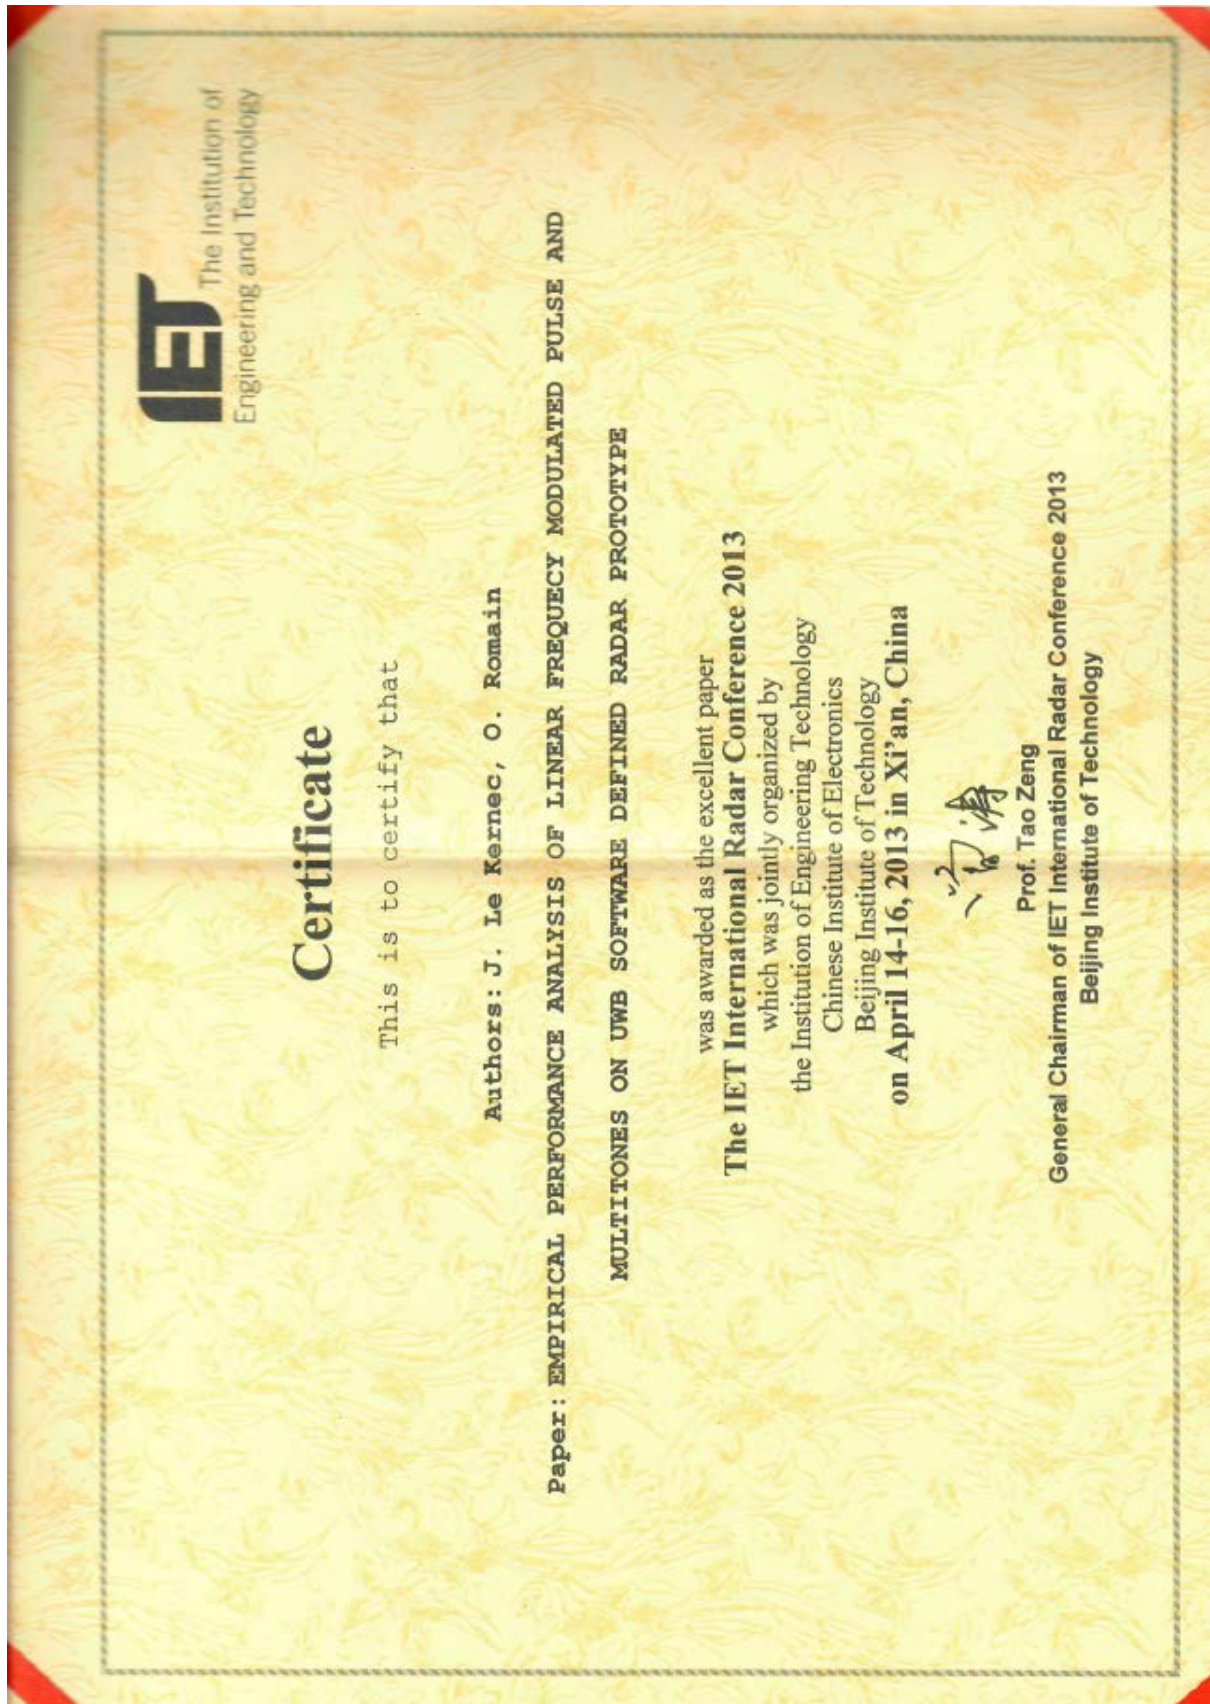 IET The Institution of
Engineering and Technology
Certificate
This is to certify that
Authors: J. Le Kernec, O. Romain
Paper: EMPIRICAL PERFORMANCE ANALYSIS OF LINEAR FREQUECY MODULATED PULSE AND
MULTITONES ON UWB SOFTWARE DEFINED RADAR PROTOTYPE
was awarded as the excellent paper
The IET International Radar Conference 2013
which was jointly organized by
the Institution of Engineering Technology
Chinese Institute of Electronics
Beijing Institute of Technology
on April 14-16, 2013 in Xi'an, China
Prof. Tao Zeng
General Chairman of IET International Radar Conference 2013
Beijing Institute of Technology